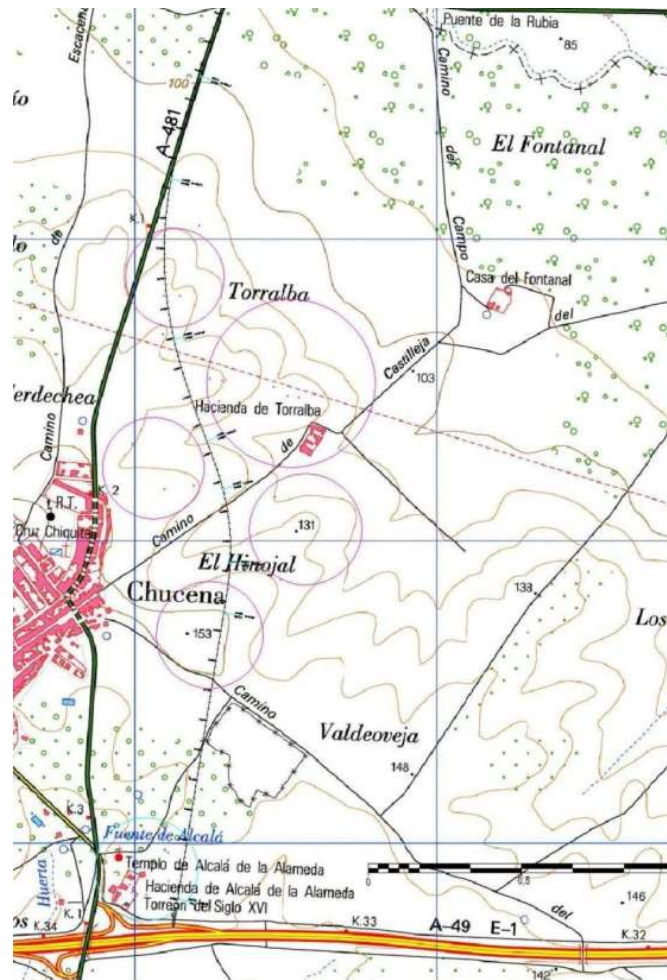 Puente de la Rubia
85
Escacena
Camino
100
A-481
El Fontanal
del
Campo
K.1
de
Casa del Fontanal
Torralba
del
Castilleja
103
Hacienda de Torralba
de
Camino
K. 2
R.T.
131
Cruz Chiquita
Camino
El Hinojal
138
Chucena
Los
153
Camino
Valdeoveja
148
K.3
Fuente de Alcalá
Templo de Alcalá de la Alameda
0
0,5
Huerta
Hacienda de Alcalá de la Alameda
Torreón del Siglo XVI
146
K.1
del
K.34
K.33
A-49
E-1
K.32
142